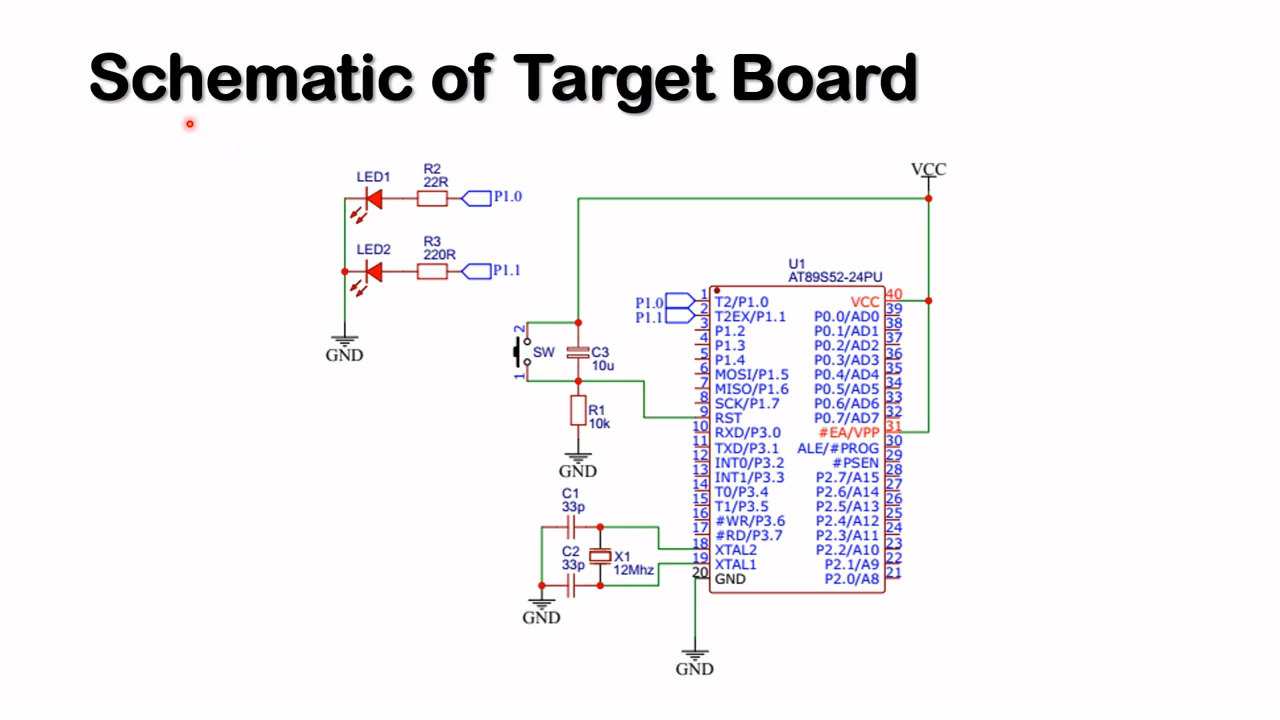 Schematic of Target Board
VCC
LED1
R2
22R
P1.0
LED2
R3
220R
P1.1
GND
U1
AT89S52-24PU
P1.0
P1.1
2
SW
1
C3
10u
R1
10k
GND
C1
33p
C2
33p
X1
12Mhz
GND
1 T2/P1.0
2 T2EX/P1.1
3 P1.2
4 P1.3
5 P1.4
6 MOSI/P1.5
7 MISO/P1.6
8 SCK/P1.7
9 RST
10 RXD/P3.0
11 TXD/P3.1
12 INT0/P3.2
13 INT1/P3.3
14 T0/P3.4
15 T1/P3.5
16 #WR/P3.6
17 #RD/P3.7
18 XTAL2
19 XTAL1
20 GND
VCC 40
P0.0/AD0 39
P0.1/AD1 38
P0.2/AD2 37
P0.3/AD3 36
P0.4/AD4 35
P0.5/AD5 34
P0.6/AD6 33
P0.7/AD7 32
#EA/VPP 31
ALE/#PROG 30
#PSEN 29
P2.7/A15 28
P2.6/A14 27
P2.5/A13 26
P2.4/A12 25
P2.3/A11 24
P2.2/A10 23
P2.1/A9 22
P2.0/A8 21
GND